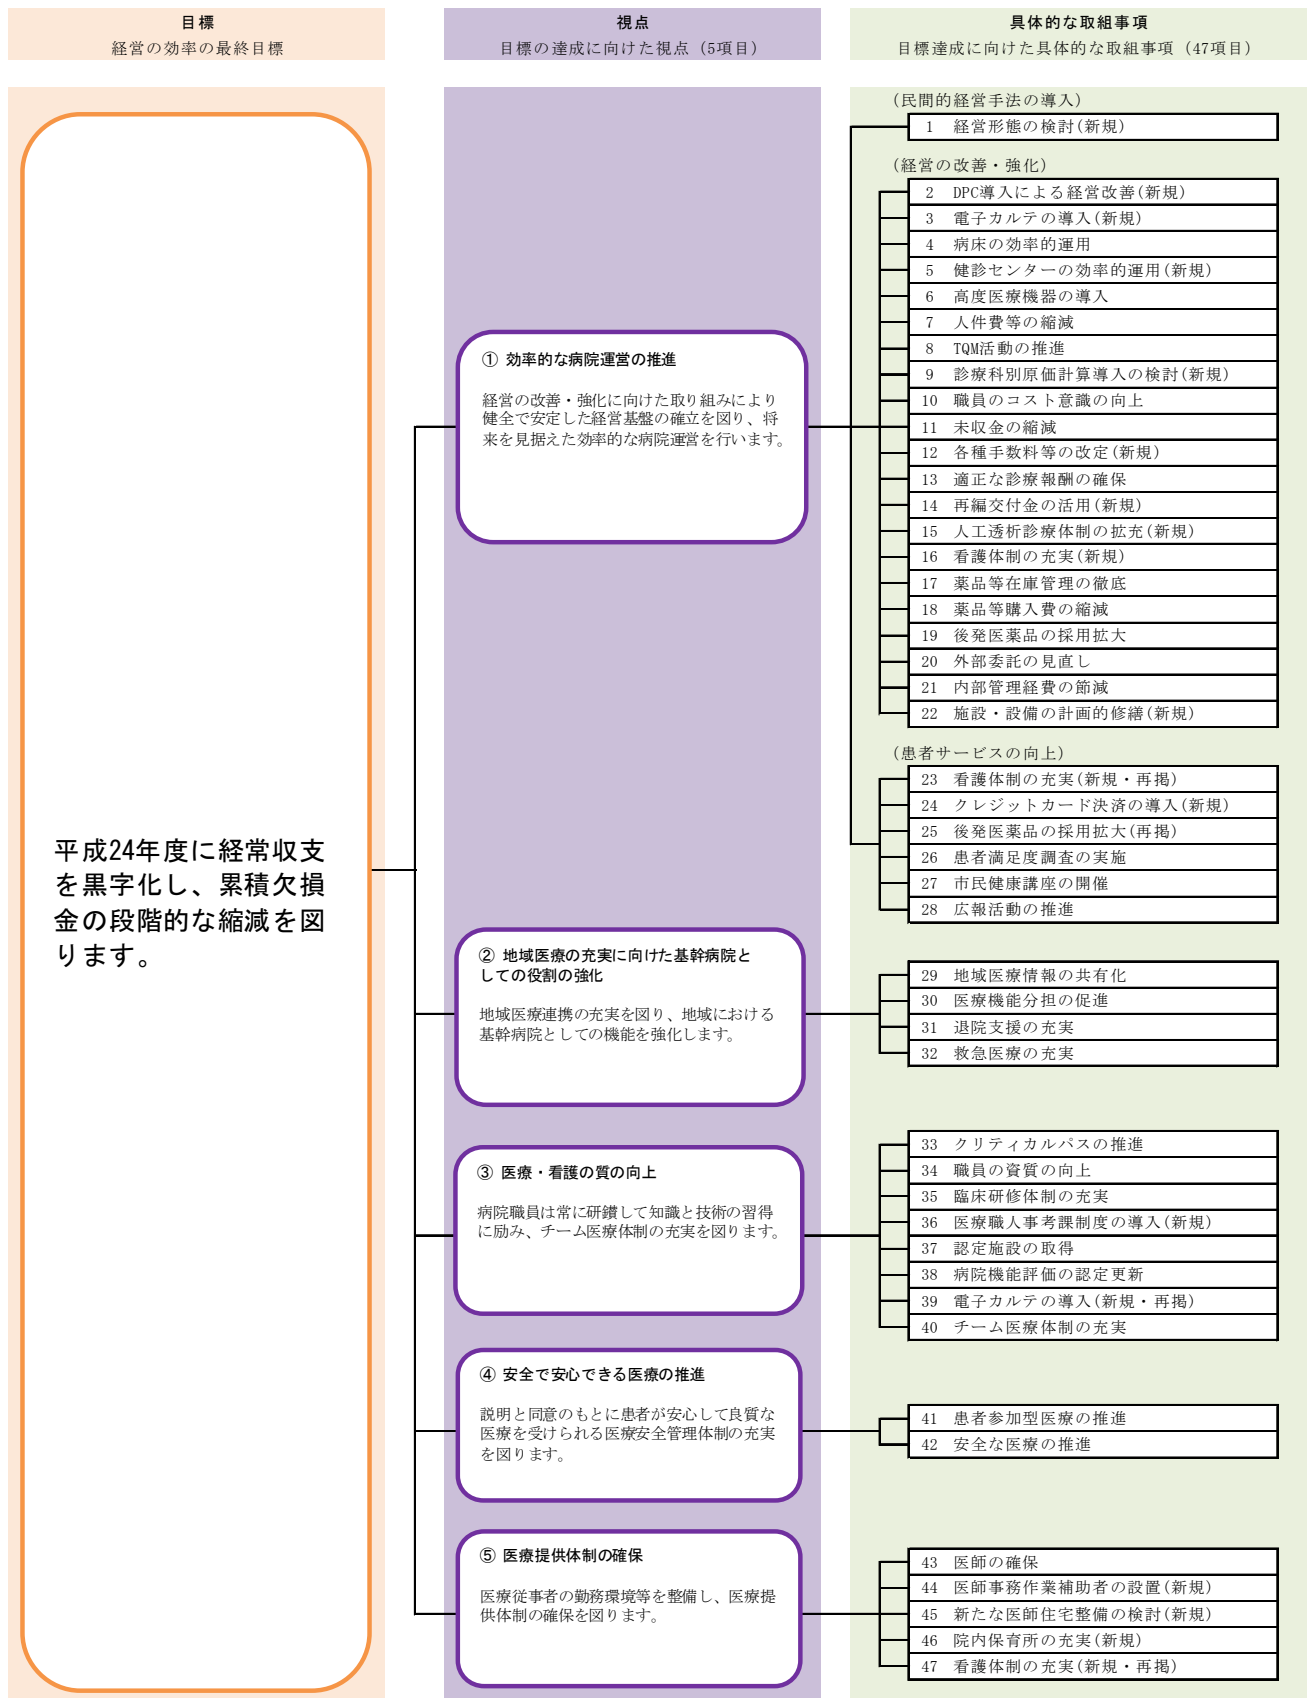 目標
経営の効率の最終目標
視点
目標の達成に向けた視点（5項目）
具体的な取組事項
目標達成に向けた具体的な取組事項（47項目）
平成24年度に経常収支
を黒字化し、累積欠損
金の段階的な縮減を図
ります。
① 効率的な病院運営の推進
経営の改善・強化に向けた取り組みにより
健全で安定した経営基盤の確立を図り、将
来を見据えた効率的な病院運営を行います。
(民間的経営手法の導入)
1 経営形態の検討(新規)
(経営の改善・強化)
2 DPC導入による経営改善(新規)
3 電子カルテの導入(新規)
4 病床の効率的運用
5 健診センターの効率的運用(新規)
6 高度医療機器の導入
7 人件費等の縮減
8 TQM活動の推進
9 診療科別原価計算導入の検討(新規)
10 職員のコスト意識の向上
11 未収金の縮減
12 各種手数料等の改定(新規)
13 適正な診療報酬の確保
14 再編交付金の活用(新規)
15 人工透析診療体制の拡充(新規)
16 看護体制の充実(新規)
17 薬品等在庫管理の徹底
18 薬品等購入費の縮減
19 後発医薬品の採用拡大
20 外部委託の見直し
21 内部管理経費の節減
22 施設・設備の計画的修繕(新規)
(患者サービスの向上)
23 看護体制の充実(新規・再掲)
24 クレジットカード決済の導入(新規)
25 後発医薬品の採用拡大(再掲)
26 患者満足度調査の実施
27 市民健康講座の開催
28 広報活動の推進
② 地域医療の充実に向けた基幹病院と
しての役割の強化
地域医療連携の充実を図り、地域における
基幹病院としての機能を強化します。
29 地域医療情報の共有化
30 医療機能分担の促進
31 退院支援の充実
32 救急医療の充実
③ 医療・看護の質の向上
病院職員は常に研鑽して知識と技術の習得
に励み、チーム医療体制の充実を図ります。
33 クリティカルパスの推進
34 職員の資質の向上
35 臨床研修体制の充実
36 医療職人事考課制度の導入(新規)
37 認定施設の取得
38 病院機能評価の認定更新
39 電子カルテの導入(新規・再掲)
40 チーム医療体制の充実
④ 安全で安心できる医療の推進
説明と同意のもとに患者が安心して良質な
医療を受けられる医療安全管理体制の充実
を図ります。
41 患者参加型医療の推進
42 安全な医療の推進
⑤ 医療提供体制の確保
医療従事者の勤務環境等を整備し、医療提
供体制の確保を図ります。
43 医師の確保
44 医師事務作業補助者の設置(新規)
45 新たな医師住宅整備の検討(新規)
46 院内保育所の充実(新規)
47 看護体制の充実(新規・再掲)